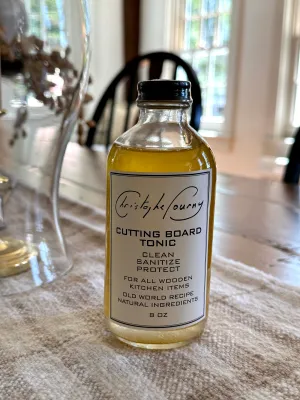 Christophe Pourny
CUTTING BOARD
TONIC
CLEAN
SANITIZE
PROTECT
FOR ALL WOODEN
KITCHEN ITEMS
OLD WORLD RECIPE
NATURAL INGREDIENTS
8 OZ